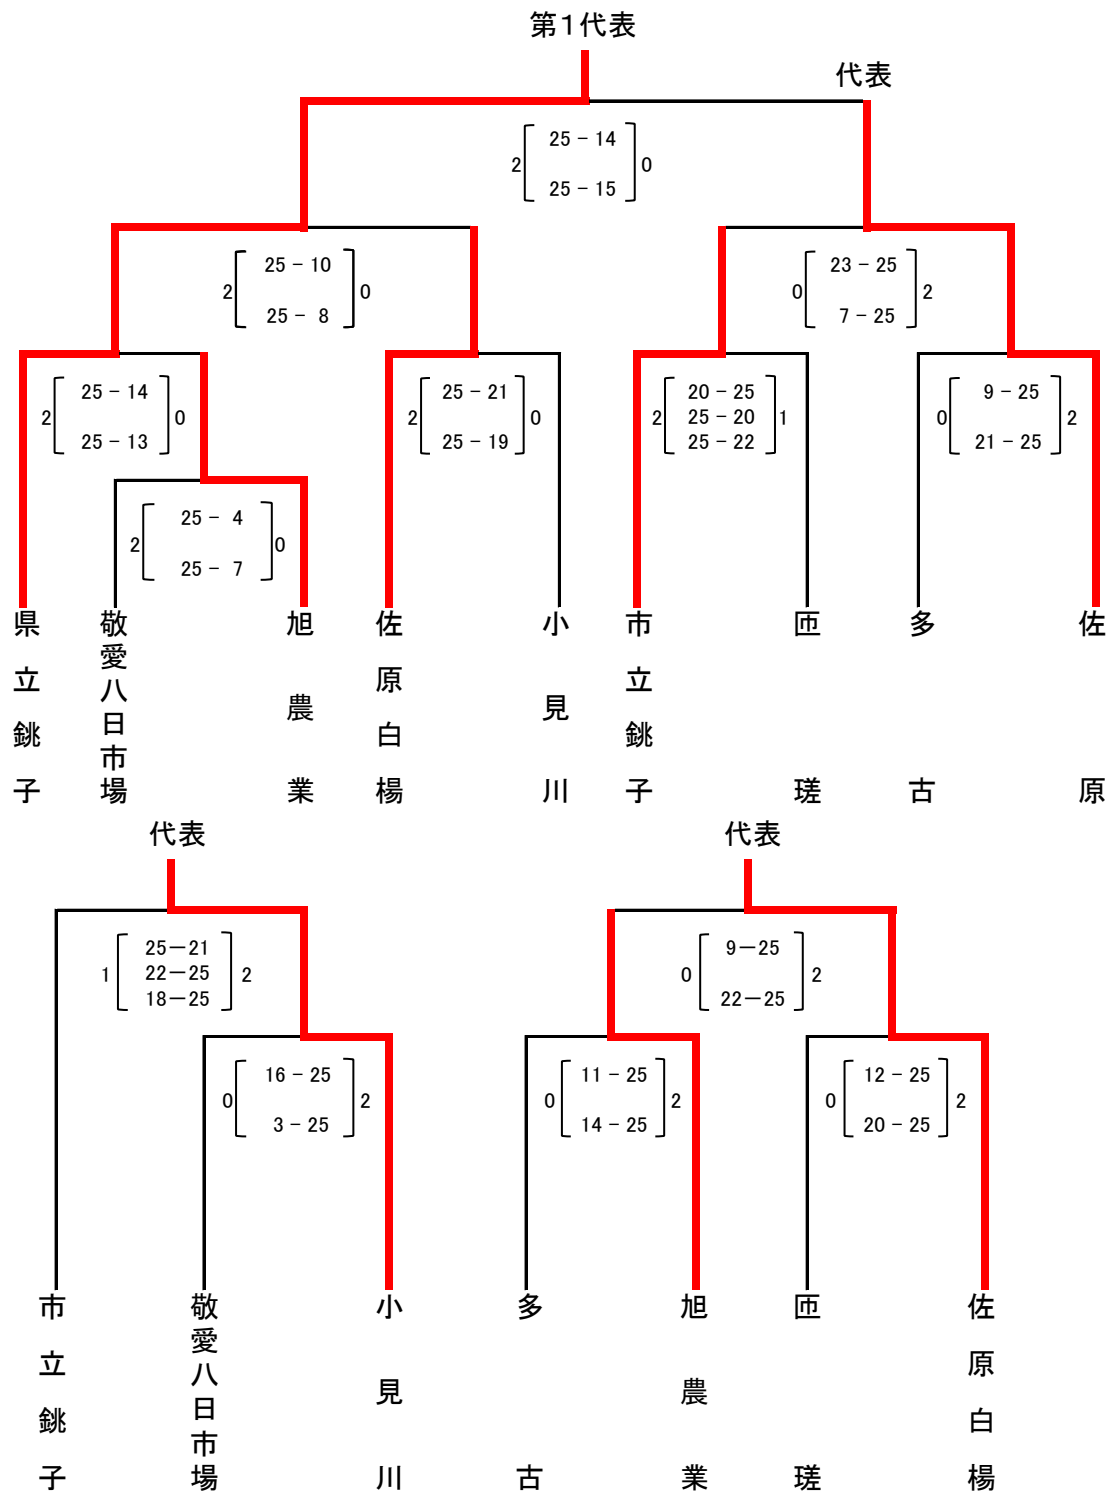 第1代表
代表
25－14
2 0
25－15
25－10 23－25
2 0 0 2
25－ 8 7－25
25－14 25－21 20－25 9－25
2 0 2 0 2 25－20 1 0 2
25－13 25－19 25－22 21－25
25－ 4
2 0
25－ 7
県立銚子
敬愛八日市場
旭農業
佐原白楊
小見川
市立銚子
匝瑳
多古
佐原
代表 代表
25－21 9－25
1 22－25 2 0 2
18－25 22－25
16－25 11－25 12－25
0 2 0 2 0 2
3－25 14－25 20－25
市立銚子
敬愛八日市場
小見川
多古
旭農業
匝瑳
佐原白楊